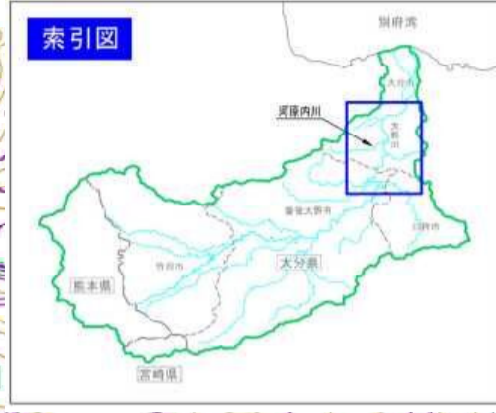 索引図
別府湾
大分市
河原内川
大野川
豊後大野市
臼杵市
竹田市
大分県
熊本県
宮崎県